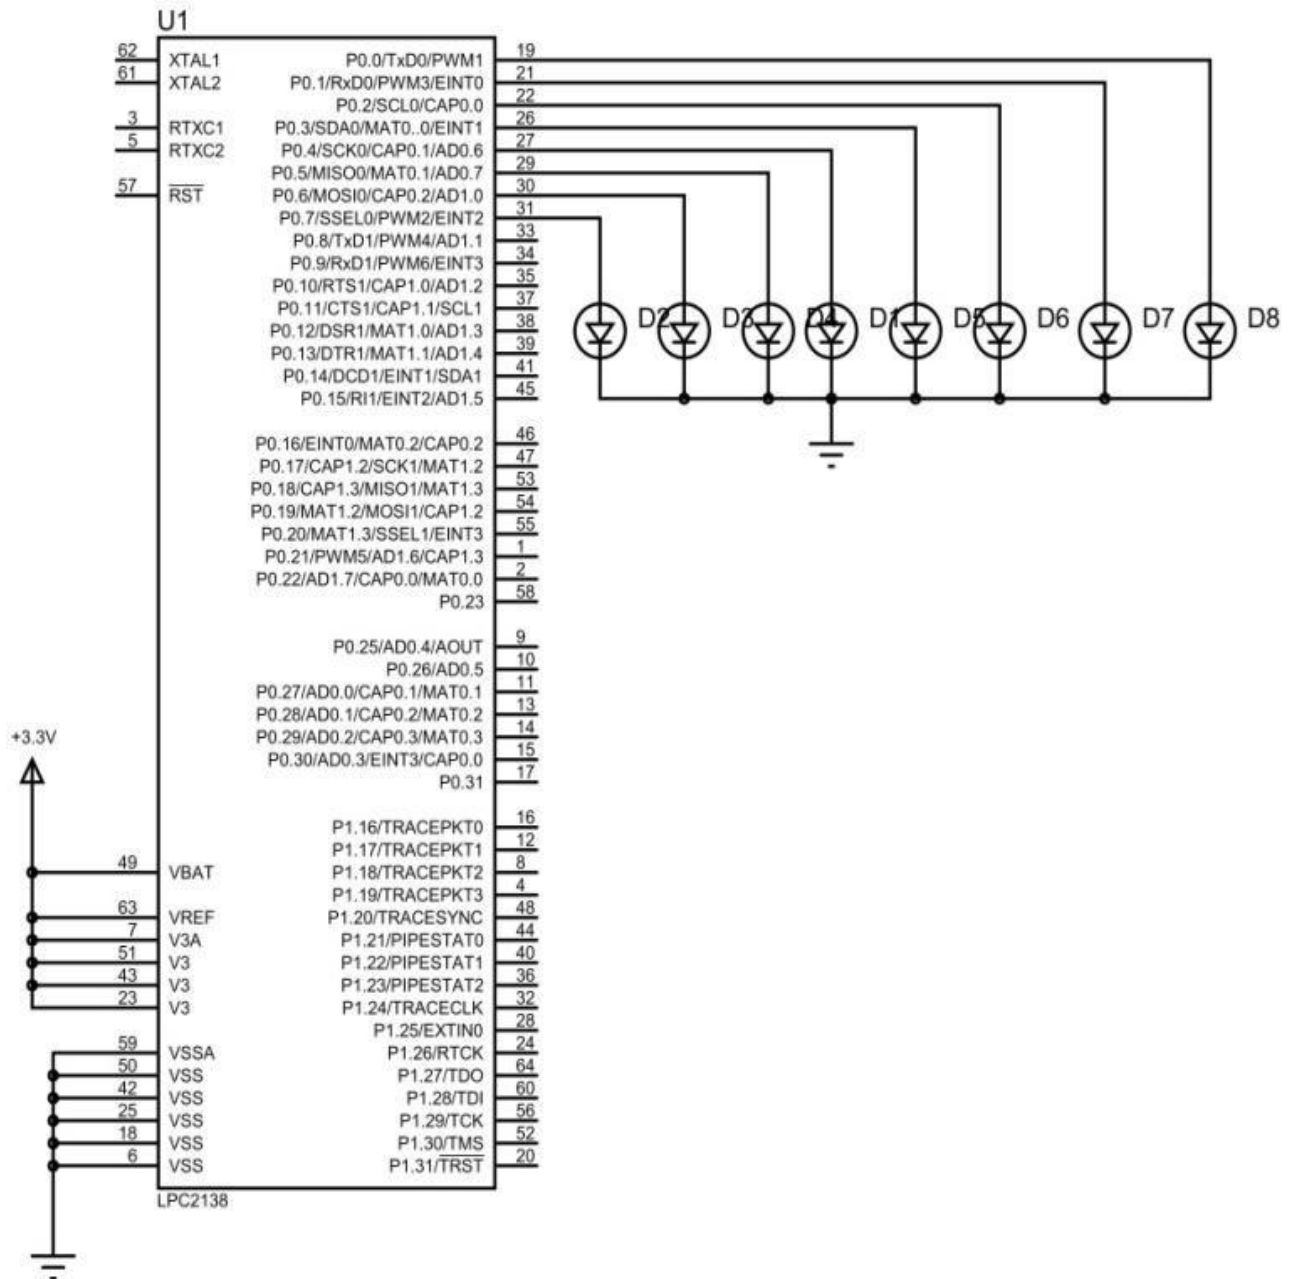 U1
62 XTAL1 P0.0/TxD0/PWM1 19
61 XTAL2 P0.1/RxD0/PWM3/EINT0 21
P0.2/SCL0/CAP0.0 22
3 RTXC1 P0.3/SDA0/MAT0..0/EINT1 26
5 RTXC2 P0.4/SCK0/CAP0.1/AD0.6 27
P0.5/MISO0/MAT0.1/AD0.7 29
57 RST P0.6/MOSI0/CAP0.2/AD1.0 30
P0.7/SSEL0/PWM2/EINT2 31
P0.8/TxD1/PWM4/AD1.1 33
P0.9/RxD1/PWM6/EINT3 34
P0.10/RTS1/CAP1.0/AD1.2 35
P0.11/CTS1/CAP1.1/SCL1 37
D2 D3 D4 D1 D5 D6 D7 D8
P0.12/DSR1/MAT1.0/AD1.3 38
P0.13/DTR1/MAT1.1/AD1.4 39
P0.14/DCD1/EINT1/SDA1 41
P0.15/RI1/EINT2/AD1.5 45
P0.16/EINT0/MAT0.2/CAP0.2 46
P0.17/CAP1.2/SCK1/MAT1.2 47
P0.18/CAP1.3/MISO1/MAT1.3 53
P0.19/MAT1.2/MOSI1/CAP1.2 54
P0.20/MAT1.3/SSEL1/EINT3 55
P0.21/PWM5/AD1.6/CAP1.3 1
P0.22/AD1.7/CAP0.0/MAT0.0 2
P0.23 58
P0.25/AD0.4/AOUT 9
P0.26/AD0.5 10
P0.27/AD0.0/CAP0.1/MAT0.1 11
P0.28/AD0.1/CAP0.2/MAT0.2 13
+3.3V P0.29/AD0.2/CAP0.3/MAT0.3 14
P0.30/AD0.3/EINT3/CAP0.0 15
P0.31 17
P1.16/TRACEPKT0 16
P1.17/TRACEPKT1 12
49 VBAT P1.18/TRACEPKT2 8
P1.19/TRACEPKT3 4
63 VREF P1.20/TRACESYNC 48
7 V3A P1.21/PIPESTAT0 44
51 V3 P1.22/PIPESTAT1 40
43 V3 P1.23/PIPESTAT2 36
23 V3 P1.24/TRACECLK 32
P1.25/EXTIN0 28
59 VSSA P1.26/RTCK 24
50 VSS P1.27/TDO 64
42 VSS P1.28/TDI 60
25 VSS P1.29/TCK 56
18 VSS P1.30/TMS 52
6 VSS P1.31/TRST 20
LPC2138